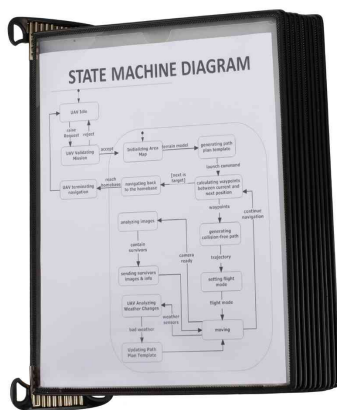 STATE MACHINE DIAGRAM
UAV Idle
raise
Request
reject
UAV Validating
Mission
accept
Initializing Area
Map
terrain model
generating path
plan template
launch command
UAV terminating
navigation
reach
homebase
navigating back
to the homebase
[next is
target]
calculating waypoints
between current and
next position
waypoints
continue
navigation
analyzing images
generating
collision-free path
contain
survivors
camera
ready
trajectory
sending survivors
images & info
setting flight
mode
flight mode
UAV Analyzing
Weather Changes
weather
sensors
moving
bad weather
Updating Path
Plan Template